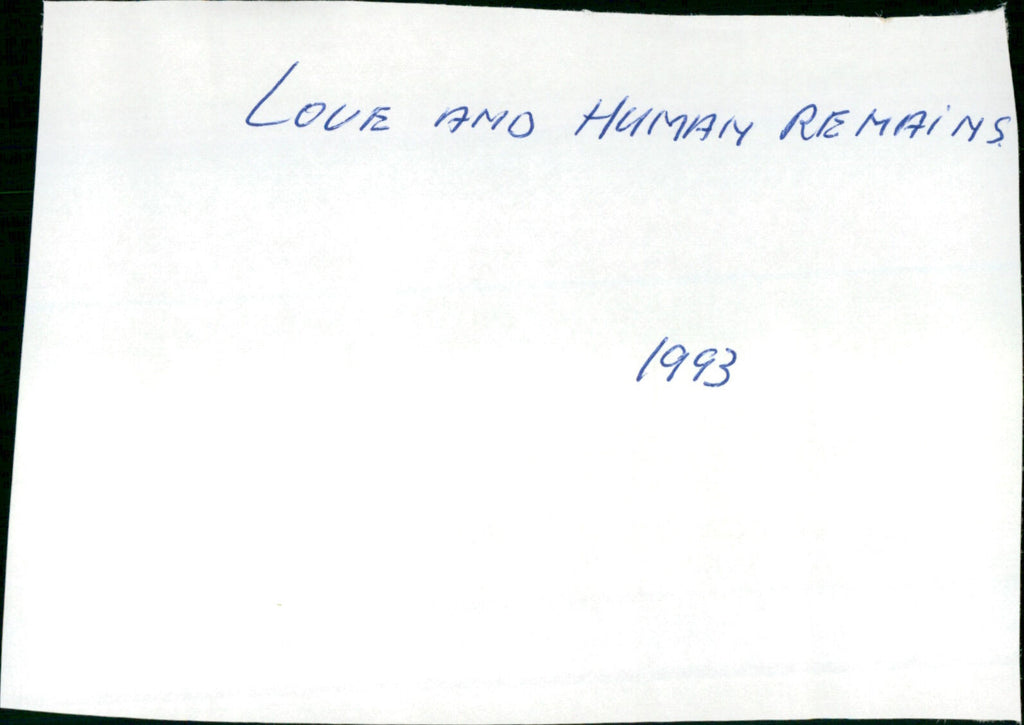 LOVE AND HUMAN REMAINS
1993